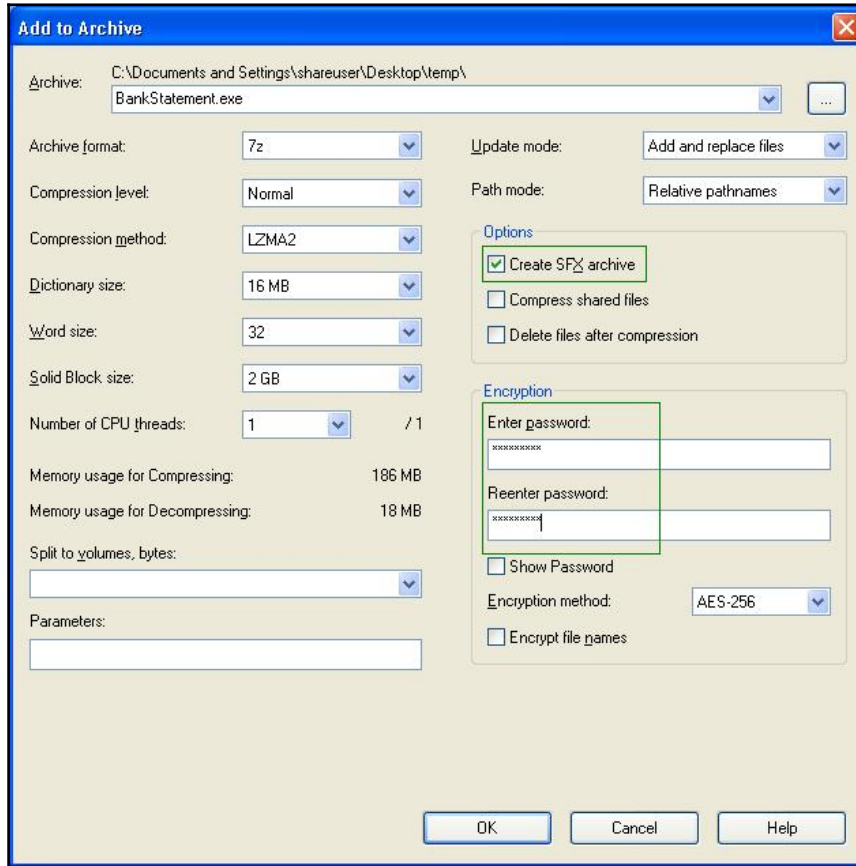 Add to Archive
Archive:
C:\Documents and Settings\shareuser\Desktop\temp\
BankStatement.exe
...
Archive format:
7z
Compression level:
Normal
Compression method:
LZMA2
Dictionary size:
16 MB
Word size:
32
Solid Block size:
2 GB
Number of CPU threads:
1
/ 1
Memory usage for Compressing:
186 MB
Memory usage for Decompressing:
18 MB
Split to volumes, bytes:
Parameters:
Update mode:
Add and replace files
Path mode:
Relative pathnames
Options
Create SFX archive
Compress shared files
Delete files after compression
Encryption
Enter password:
*********
Reenter password:
*********
Show Password
Encryption method:
AES-256
Encrypt file names
OK
Cancel
Help